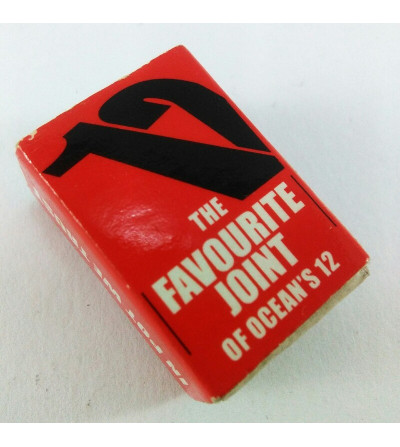 12
THE
FAVOURITE
JOINT
OF OCEAN'S 12